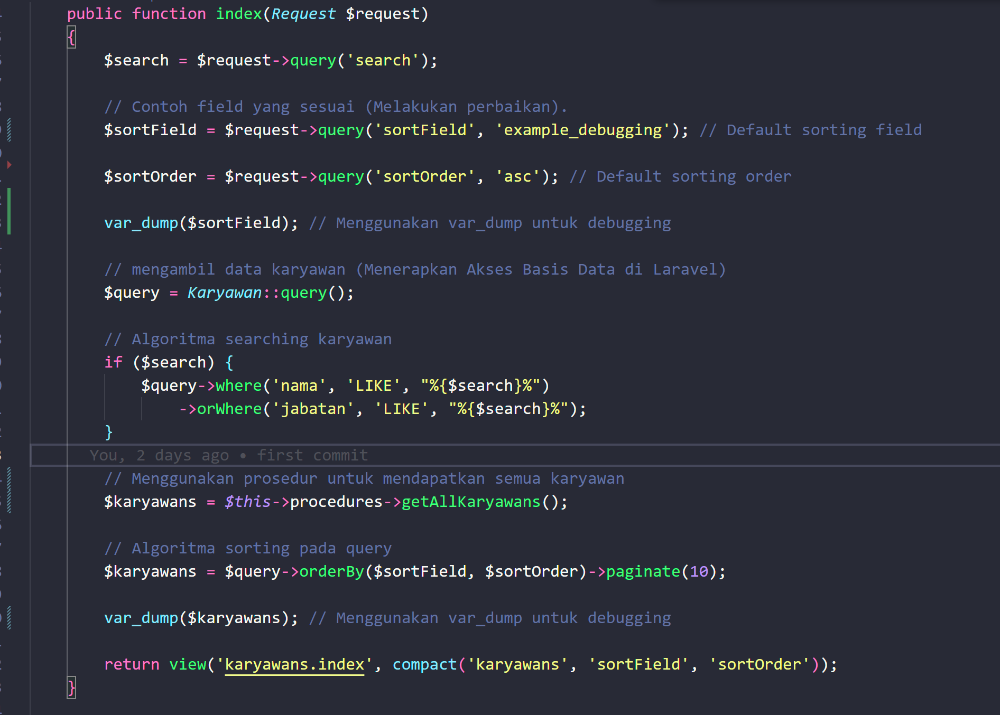 public function index(Request $request)
{
$search = $request->query('search');
// Contoh field yang sesuai (Melakukan perbaikan).
$sortField = $request->query('sortField', 'example_debugging'); // Default sorting field
$sortOrder = $request->query('sortOrder', 'asc'); // Default sorting order
var_dump($sortField); // Menggunakan var_dump untuk debugging
// mengambil data karyawan (Menerapkan Akses Basis Data di Laravel)
$query = Karyawan::query();
// Algoritma searching karyawan
if ($search) {
$query->where('nama', 'LIKE', "%{$search}%")
->orWhere('jabatan', 'LIKE', "%{$search}%");
}
You, 2 days ago • first commit
// Menggunakan prosedur untuk mendapatkan semua karyawan
$karyawans = $this->procedures->getAllKaryawans();
// Algoritma sorting pada query
$karyawans = $query->orderBy($sortField, $sortOrder)->paginate(10);
var_dump($karyawans); // Menggunakan var_dump untuk debugging
return view('karyawans.index', compact('karyawans', 'sortField', 'sortOrder'));
}